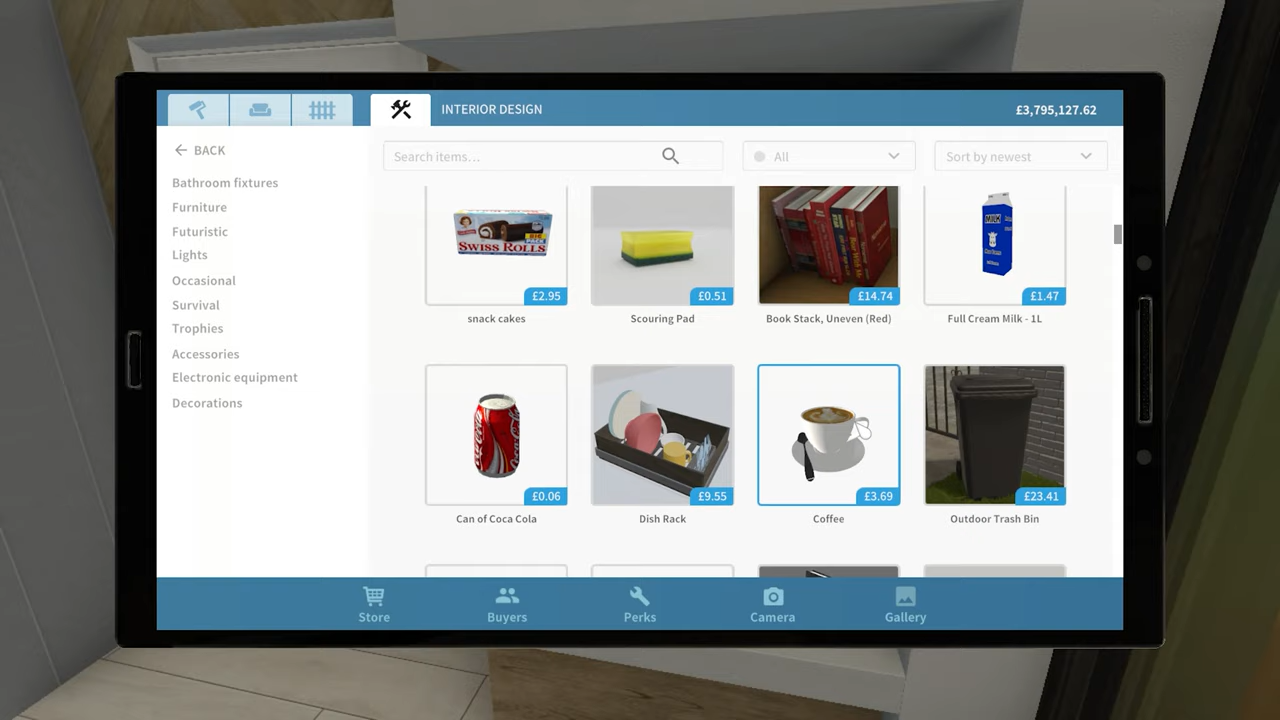 INTERIOR DESIGN
£3,795,127.62
BACK
Search items...
All
Sort by newest
Bathroom fixtures
Furniture
Futuristic
Lights
Occasional
Survival
Trophies
Accessories
Electronic equipment
Decorations
SWISS ROLLS
MILK
£2.95
£0.51
£14.74
£1.47
snack cakes
Scouring Pad
Book Stack, Uneven (Red)
Full Cream Milk - 1L
Coca-Cola
£0.06
£9.55
£3.69
£23.41
Can of Coca Cola
Dish Rack
Coffee
Outdoor Trash Bin
Store
Buyers
Perks
Camera
Gallery